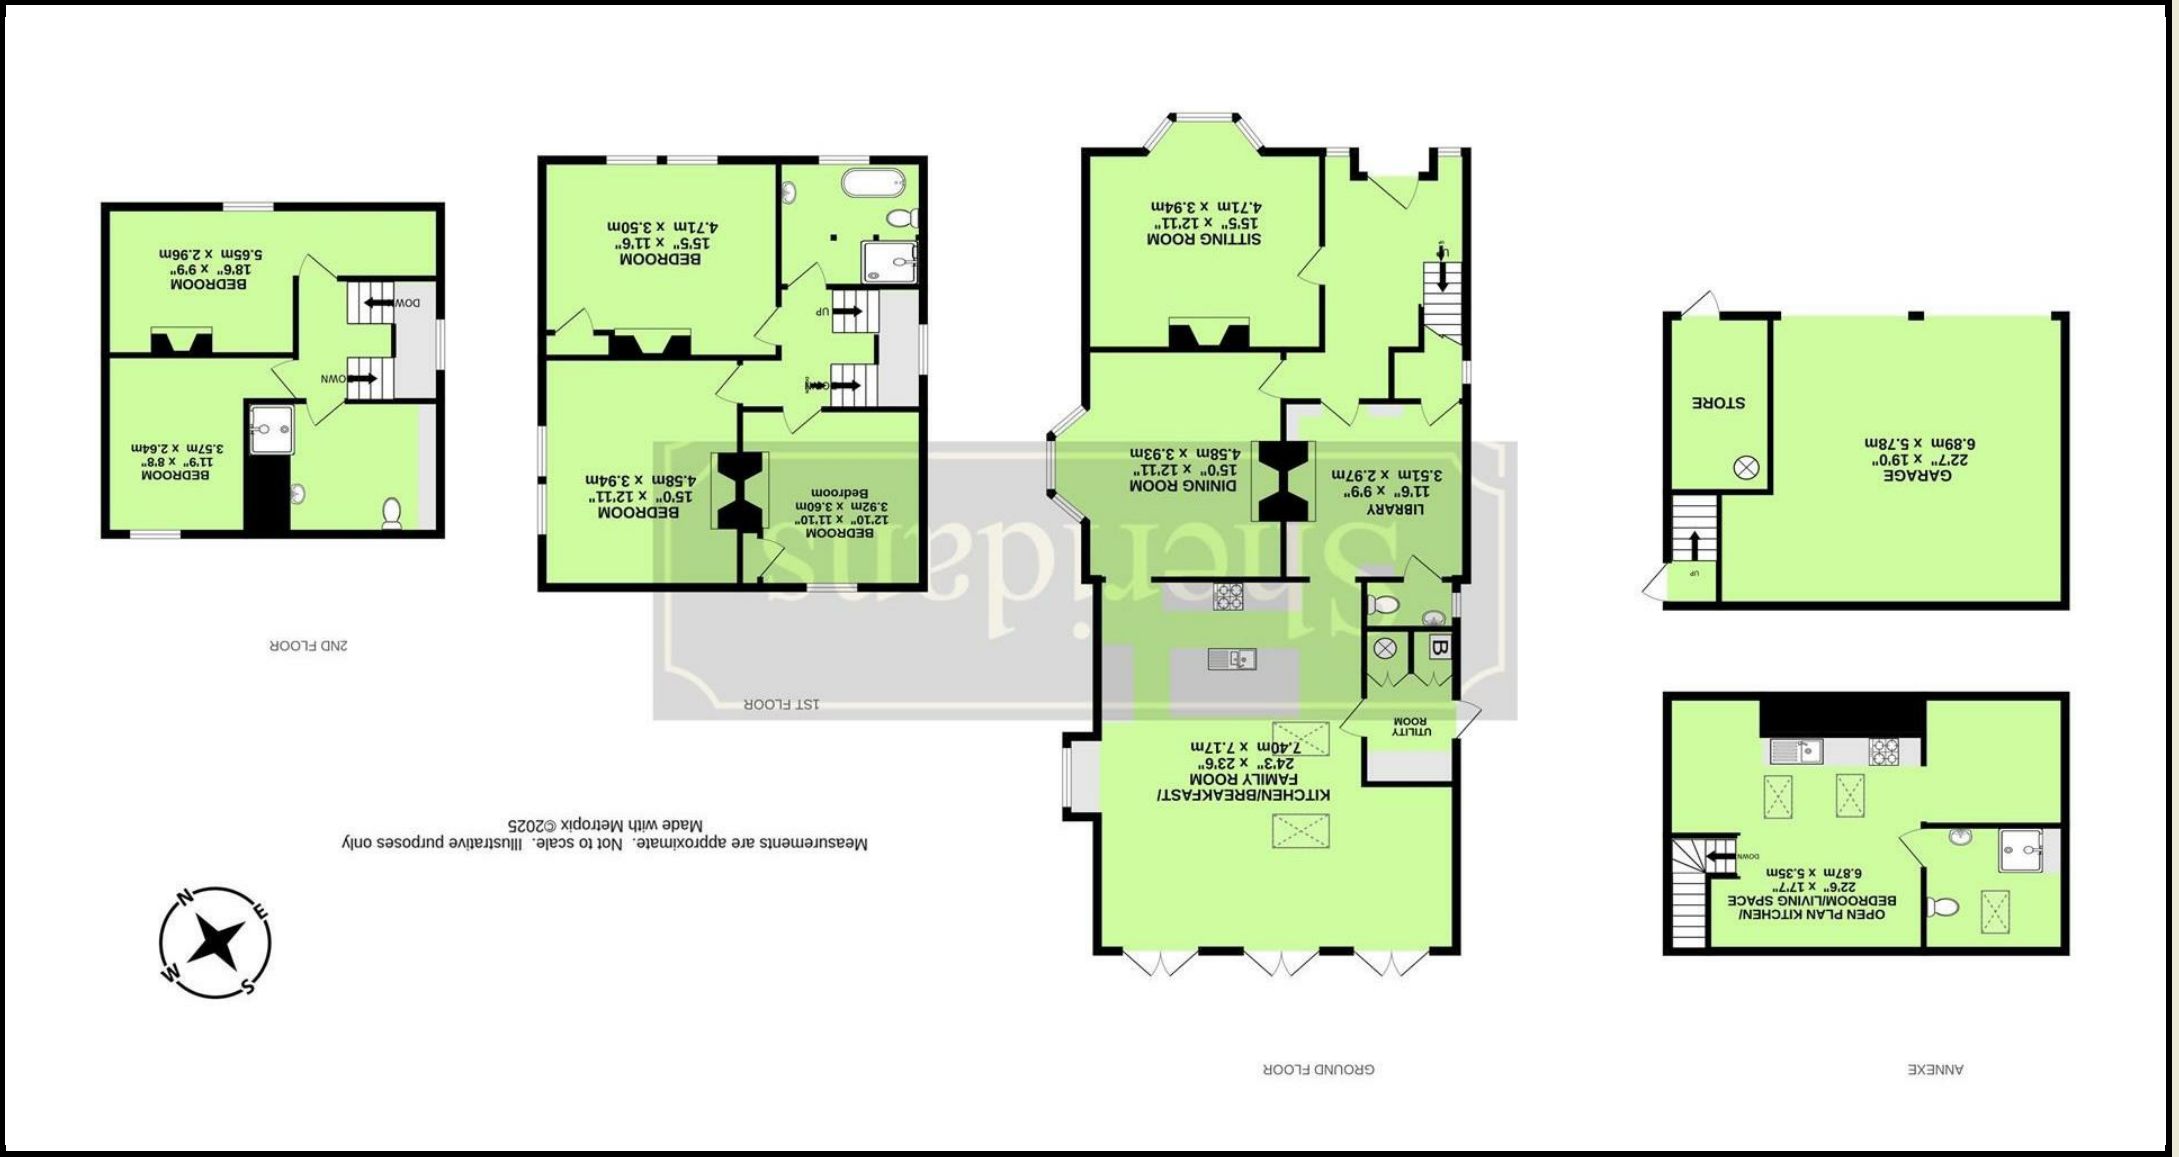 ANNEXE
GROUND FLOOR
1ST FLOOR
2ND FLOOR
OPEN PLAN KITCHEN/
BEDROOM/LIVING SPACE
22'6" x 17'7"
6.87m x 5.35m
DOWN
GARAGE
22'7" x 19'0"
6.89m x 5.78m
STORE
UP
KITCHEN/BREAKFAST/
FAMILY ROOM
24'3" x 23'6"
7.40m x 7.17m
UTILITY
ROOM
B
LIBRARY
11'6" x 9'9"
3.51m x 2.97m
DINING ROOM
15'0" x 12'11"
4.58m x 3.93m
SITTING ROOM
15'5" x 12'11"
4.71m x 3.94m
UP
Sheridans
BEDROOM
12'10" x 11'10"
3.92m x 3.60m
Bedroom
BEDROOM
15'0" x 12'11"
4.58m x 3.94m
DOWN
UP
BEDROOM
15'5" x 11'6"
4.71m x 3.50m
BEDROOM
11'9" x 8'8"
3.57m x 2.64m
DOWN
DOWN
BEDROOM
18'6" x 9'9"
5.65m x 2.96m
Measurements are approximate. Not to scale. Illustrative purposes only
Made with Metropix ©2025
S
W
E
N